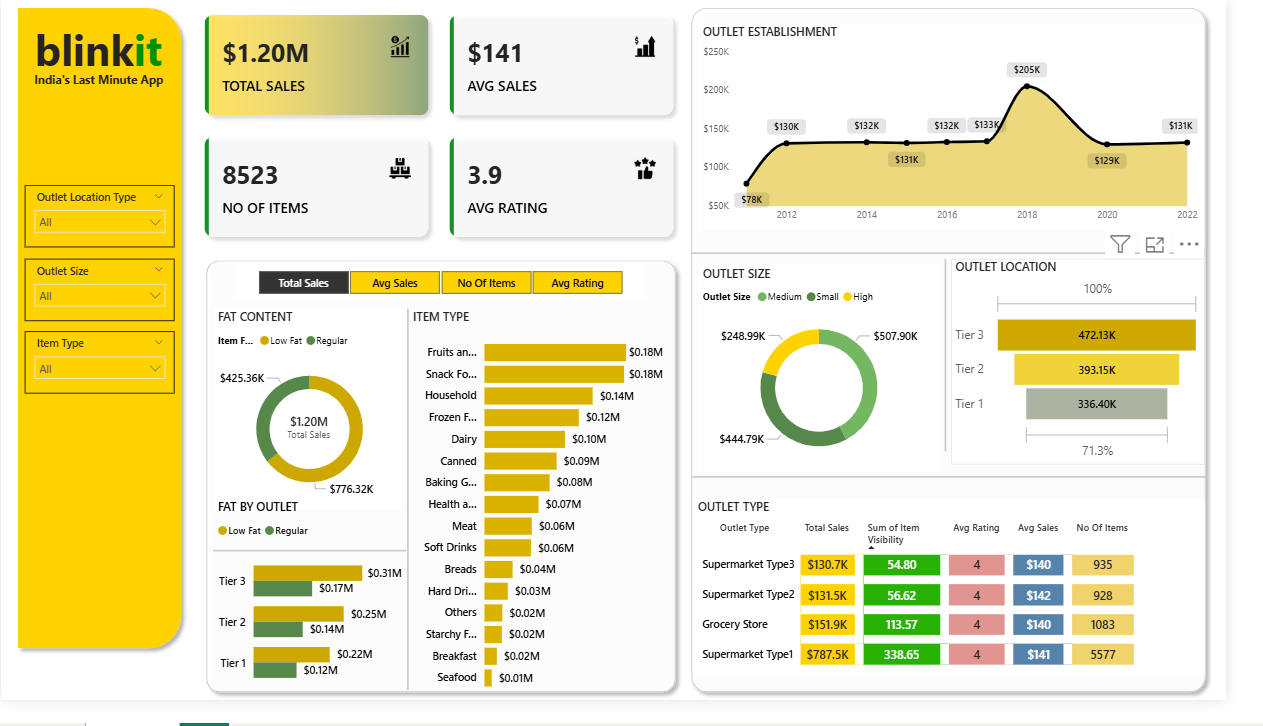 blinkit
India's Last Minute App
Outlet Location Type
All
Outlet Size
All
Item Type
All
$1.20M
TOTAL SALES
$141
AVG SALES
8523
NO OF ITEMS
3.9
AVG RATING
Total Sales Avg Sales No Of Items Avg Rating
FAT CONTENT
Item F... Low Fat Regular
$425.36K
$1.20M
Total Sales
$776.32K
FAT BY OUTLET
Low Fat Regular
Tier 3 $0.31M
$0.17M
Tier 2 $0.25M
$0.14M
Tier 1 $0.22M
$0.12M
ITEM TYPE
Fruits an... $0.18M
Snack Fo... $0.18M
Household $0.14M
Frozen F... $0.12M
Dairy $0.10M
Canned $0.09M
Baking G... $0.08M
Health a... $0.07M
Meat $0.06M
Soft Drinks $0.06M
Breads $0.04M
Hard Dri... $0.03M
Others $0.02M
Starchy F... $0.02M
Breakfast $0.02M
Seafood $0.01M
OUTLET ESTABLISHMENT
$250K
$200K
$150K
$100K
$50K
$78K $130K $132K $131K $132K $133K $205K $129K $131K
2012 2014 2016 2018 2020 2022
OUTLET SIZE
Outlet Size Medium Small High
$248.99K $507.90K
$444.79K
OUTLET LOCATION
100%
Tier 3 472.13K
Tier 2 393.15K
Tier 1 336.40K
71.3%
OUTLET TYPE
Outlet Type Total Sales Sum of Item Visibility Avg Rating Avg Sales No Of Items
Supermarket Type3 $130.7K 54.80 4 $140 935
Supermarket Type2 $131.5K 56.62 4 $142 928
Grocery Store $151.9K 113.57 4 $140 1083
Supermarket Type1 $787.5K 338.65 4 $141 5577